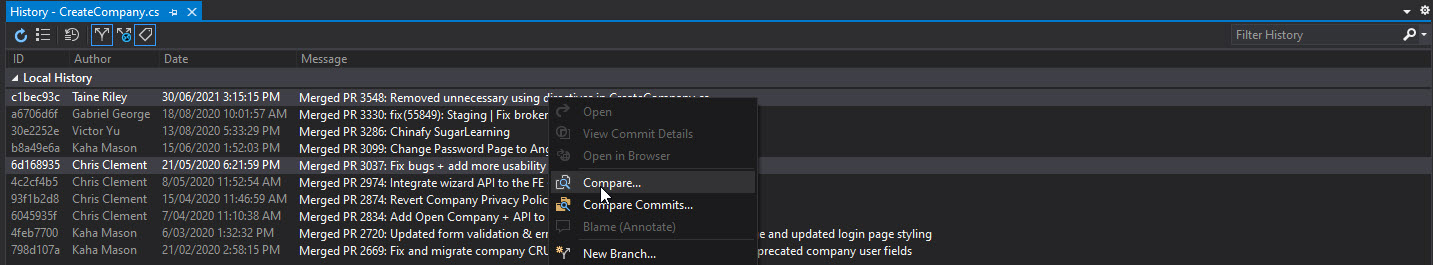 History - CreateCompany.cs
Filter History
ID Author Date Message
Local History
c1bec93c Taine Riley 30/06/2021 3:15:15 PM Merged PR 3548: Removed unnecessary using directives in CreateCompany.cs
a6706d6f Gabriel George 18/08/2020 10:01:57 AM Merged PR 3330: fix(55849): Staging | Fix broken
Open
30e2252e Victor Yu 13/08/2020 5:33:29 PM Merged PR 3286: Chinafy SugarLearning
View Commit Details
b8a49e6a Kaha Mason 15/06/2020 1:52:03 PM Merged PR 3099: Change Password Page to Ang
Open in Browser
6d168935 Chris Clement 21/05/2020 6:21:59 PM Merged PR 3037: Fix bugs + add more usability
4c2cf4b5 Chris Clement 8/05/2020 11:52:54 AM Merged PR 2974: Integrate wizard API to the FE
Compare...
93f1b2d8 Chris Clement 15/04/2020 11:46:59 AM Merged PR 2874: Revert Company Privacy Polic
Compare Commits...
6045935f Chris Clement 7/04/2020 11:10:38 AM Merged PR 2834: Add Open Company + API to
Blame (Annotate)
4feb7700 Kaha Mason 6/03/2020 1:32:32 PM Merged PR 2720: Updated form validation & err e and updated login page styling
798d107a Kaha Mason 21/02/2020 2:58:15 PM Merged PR 2669: Fix and migrate company CRU precated company user fields
New Branch...